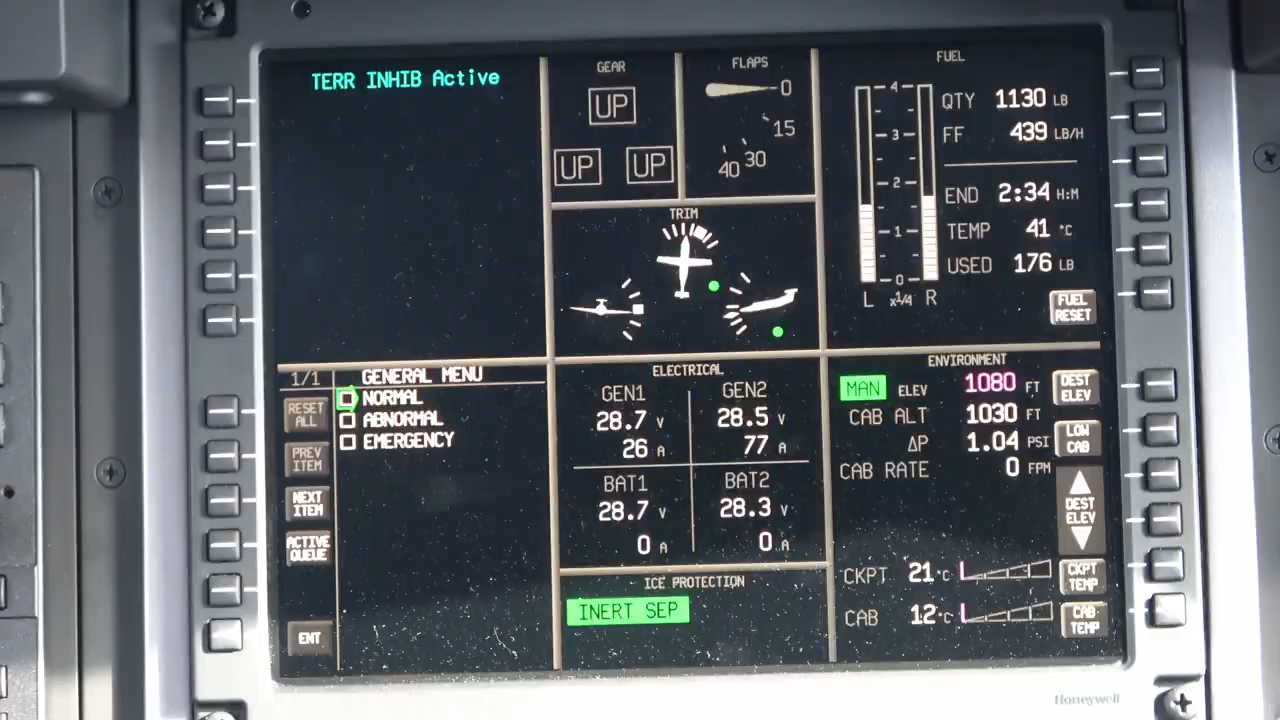 TERR INHIB Active
GEAR
UP
UP UP
FLAPS
0
15
30
40
TRIM
FUEL
4
3
2
1
0
L x¼ R
QTY 1130 LB
FF 439 LB/H
END 2:34 H:M
TEMP 41 °C
USED 176 LB
FUEL
RESET
1/1 GENERAL MENU
RESET
ALL
PREV
ITEM
NEXT
ITEM
ACTIVE
QUEUE
ENT
NORMAL
ABNORMAL
EMERGENCY
ELECTRICAL
GEN1 GEN2
28.7 V 28.5 V
26 A 77 A
BAT1 BAT2
28.7 V 28.3 V
0 A 0 A
ICE PROTECTION
INERT SEP
ENVIRONMENT
MAN ELEV 1080 FT
CAB ALT 1030 FT
ΔP 1.04 PSI
CAB RATE 0 FPM
CKPT 21 °C
CAB 12 °C
DEST
ELEV
LOW
CAB
DEST
ELEV
CKPT
TEMP
CAB
TEMP
Honeywell